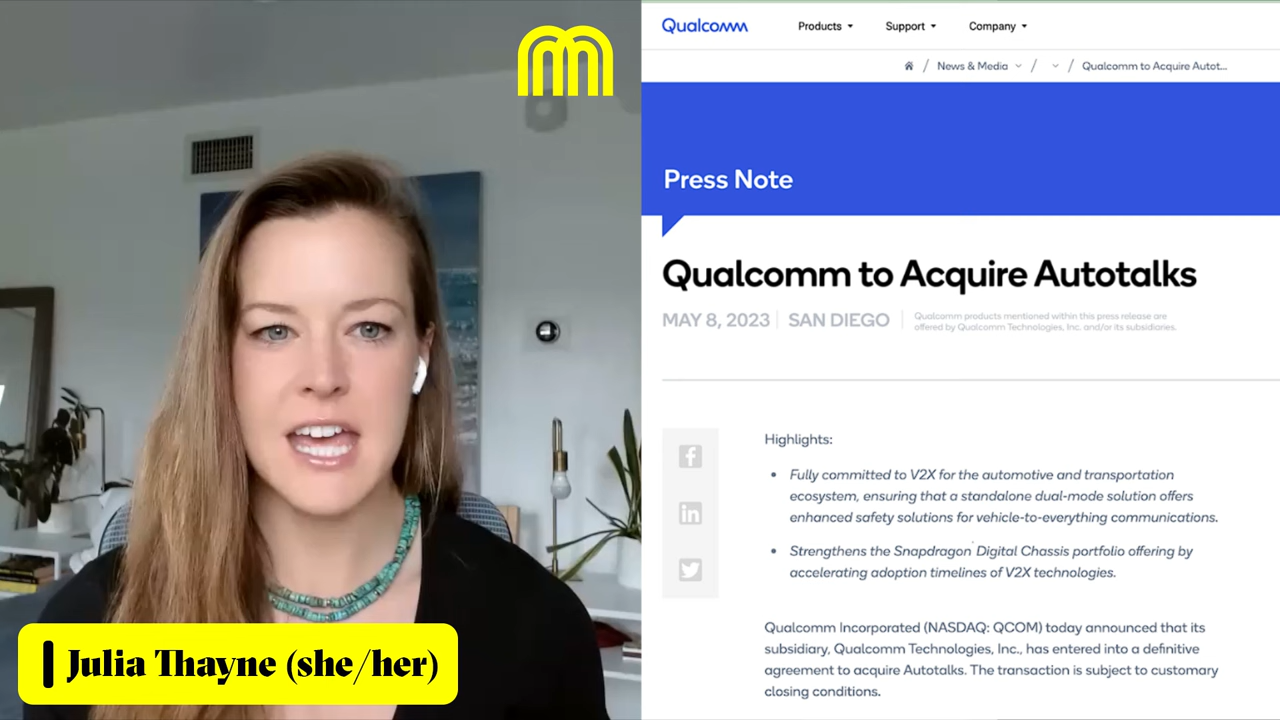 Julia Thayne (she/her)
Qualcomm
Products
Support
Company
/ News & Media / / Qualcomm to Acquire Autot...
Press Note
Qualcomm to Acquire Autotalks
MAY 8, 2023
SAN DIEGO
Qualcomm products mentioned within this press release are
offered by Qualcomm Technologies, Inc. and/or its subsidiaries.
Highlights:
• Fully committed to V2X for the automotive and transportation
ecosystem, ensuring that a standalone dual-mode solution offers
enhanced safety solutions for vehicle-to-everything communications.
• Strengthens the Snapdragon Digital Chassis portfolio offering by
accelerating adoption timelines of V2X technologies.
Qualcomm Incorporated (NASDAQ: QCOM) today announced that its
subsidiary, Qualcomm Technologies, Inc., has entered into a definitive
agreement to acquire Autotalks. The transaction is subject to customary
closing conditions.